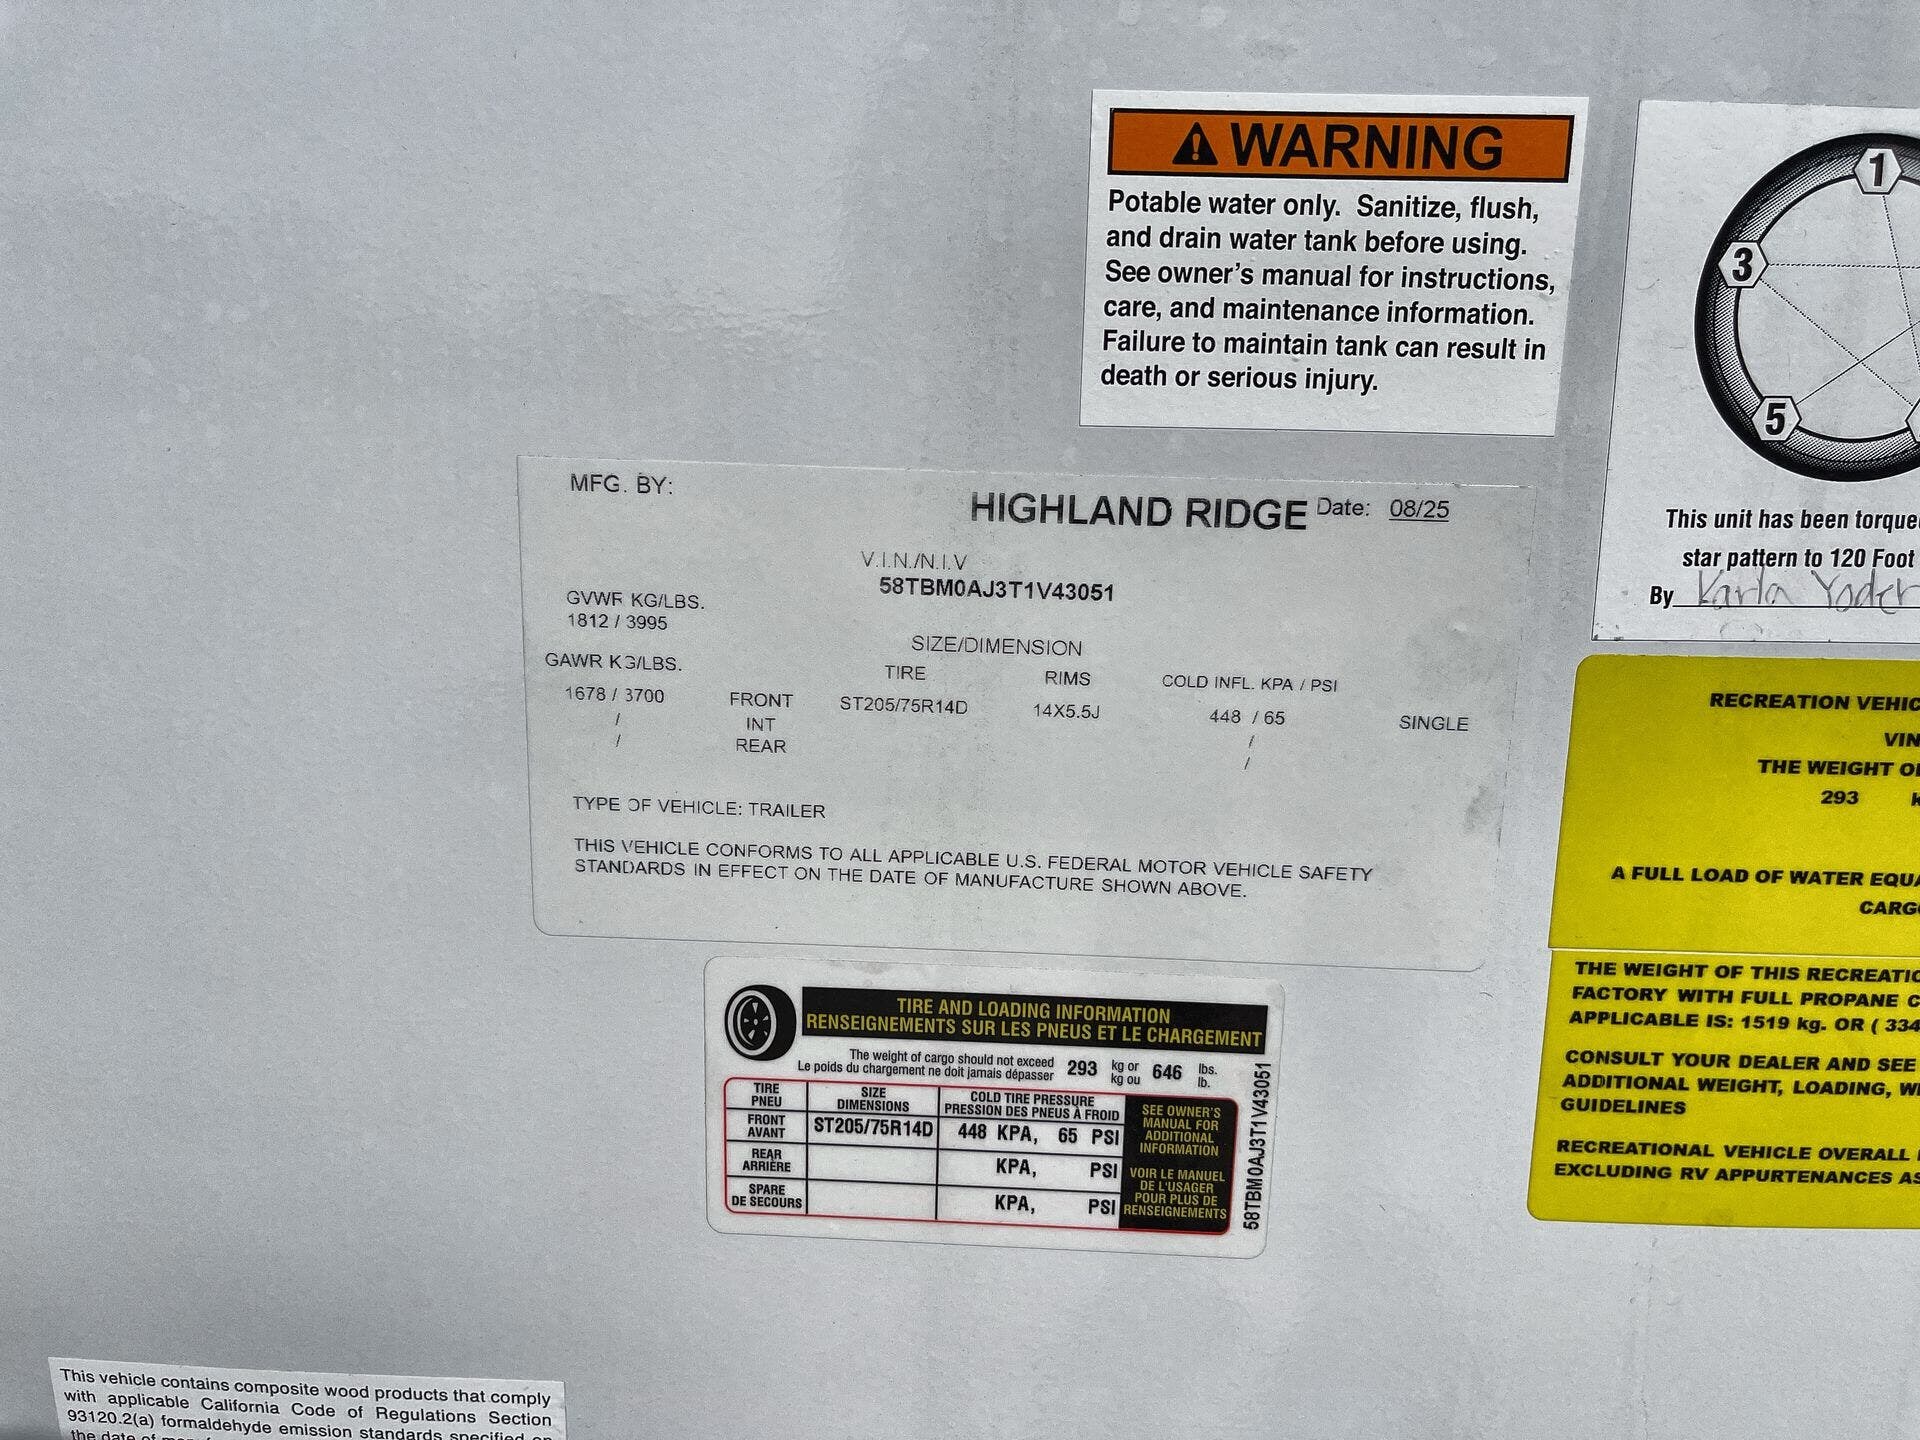 WARNING
Potable water only. Sanitize, flush,
and drain water tank before using.
See owner's manual for instructions,
care, and maintenance information.
Failure to maintain tank can result in
death or serious injury.
1
3
5
This unit has been
star pattern to 120 Foot
By Karla Yoder
MFG. BY:
HIGHLAND RIDGE Date: 08/25
V.I.N./N.I.V
58TBM0AJ3T1V43051
GVWR KG/LBS.
1812 / 3995
SIZE/DIMENSION
GAWR KG/LBS.
TIRE RIMS COLD INFL. KPA / PSI
1678 / 3700 FRONT ST205/75R14D 14X5.5J 448 / 65 SINGLE
/ INT /
/ REAR /
TYPE OF VEHICLE: TRAILER
THIS VEHICLE CONFORMS TO ALL APPLICABLE U.S. FEDERAL MOTOR VEHICLE SAFETY
STANDARDS IN EFFECT ON THE DATE OF MANUFACTURE SHOWN ABOVE.
RECREATION
VIN
THE WEIGHT
293
A FULL LOAD OF WATER
THE WEIGHT OF THIS
FACTORY WITH FULL PROPANE
APPLICABLE IS: 1519 kg. OR (
CONSULT YOUR DEALER AND SEE
ADDITIONAL WEIGHT, LOADING,
GUIDELINES
RECREATIONAL VEHICLE OVERALL
EXCLUDING RV APPURTENANCES
TIRE AND LOADING INFORMATION
RENSEIGNEMENTS SUR LES PNEUS ET LE CHARGEMENT
The weight of cargo should not exceed 293 kg or 646 lbs.
Le poids du chargement ne doit jamais dépasser kg ou lb.
TIRE SIZE COLD TIRE PRESSURE
PNEU DIMENSIONS PRESSION DES PNEUS À FROID
FRONT
AVANT ST205/75R14D 448 KPA, 65 PSI
REAR
ARRIÈRE KPA, PSI
SPARE
DE SECOURS KPA, PSI
SEE OWNER'S
MANUAL FOR
ADDITIONAL
INFORMATION
VOIR LE MANUEL
DE L'USAGER
POUR PLUS DE
RENSEIGNEMENTS
58TBM0AJ3T1V43051
This vehicle contains composite wood products that comply
with applicable California Code of Regulations Section
93120.2(a) formaldehyde emission standards specified on
the date of